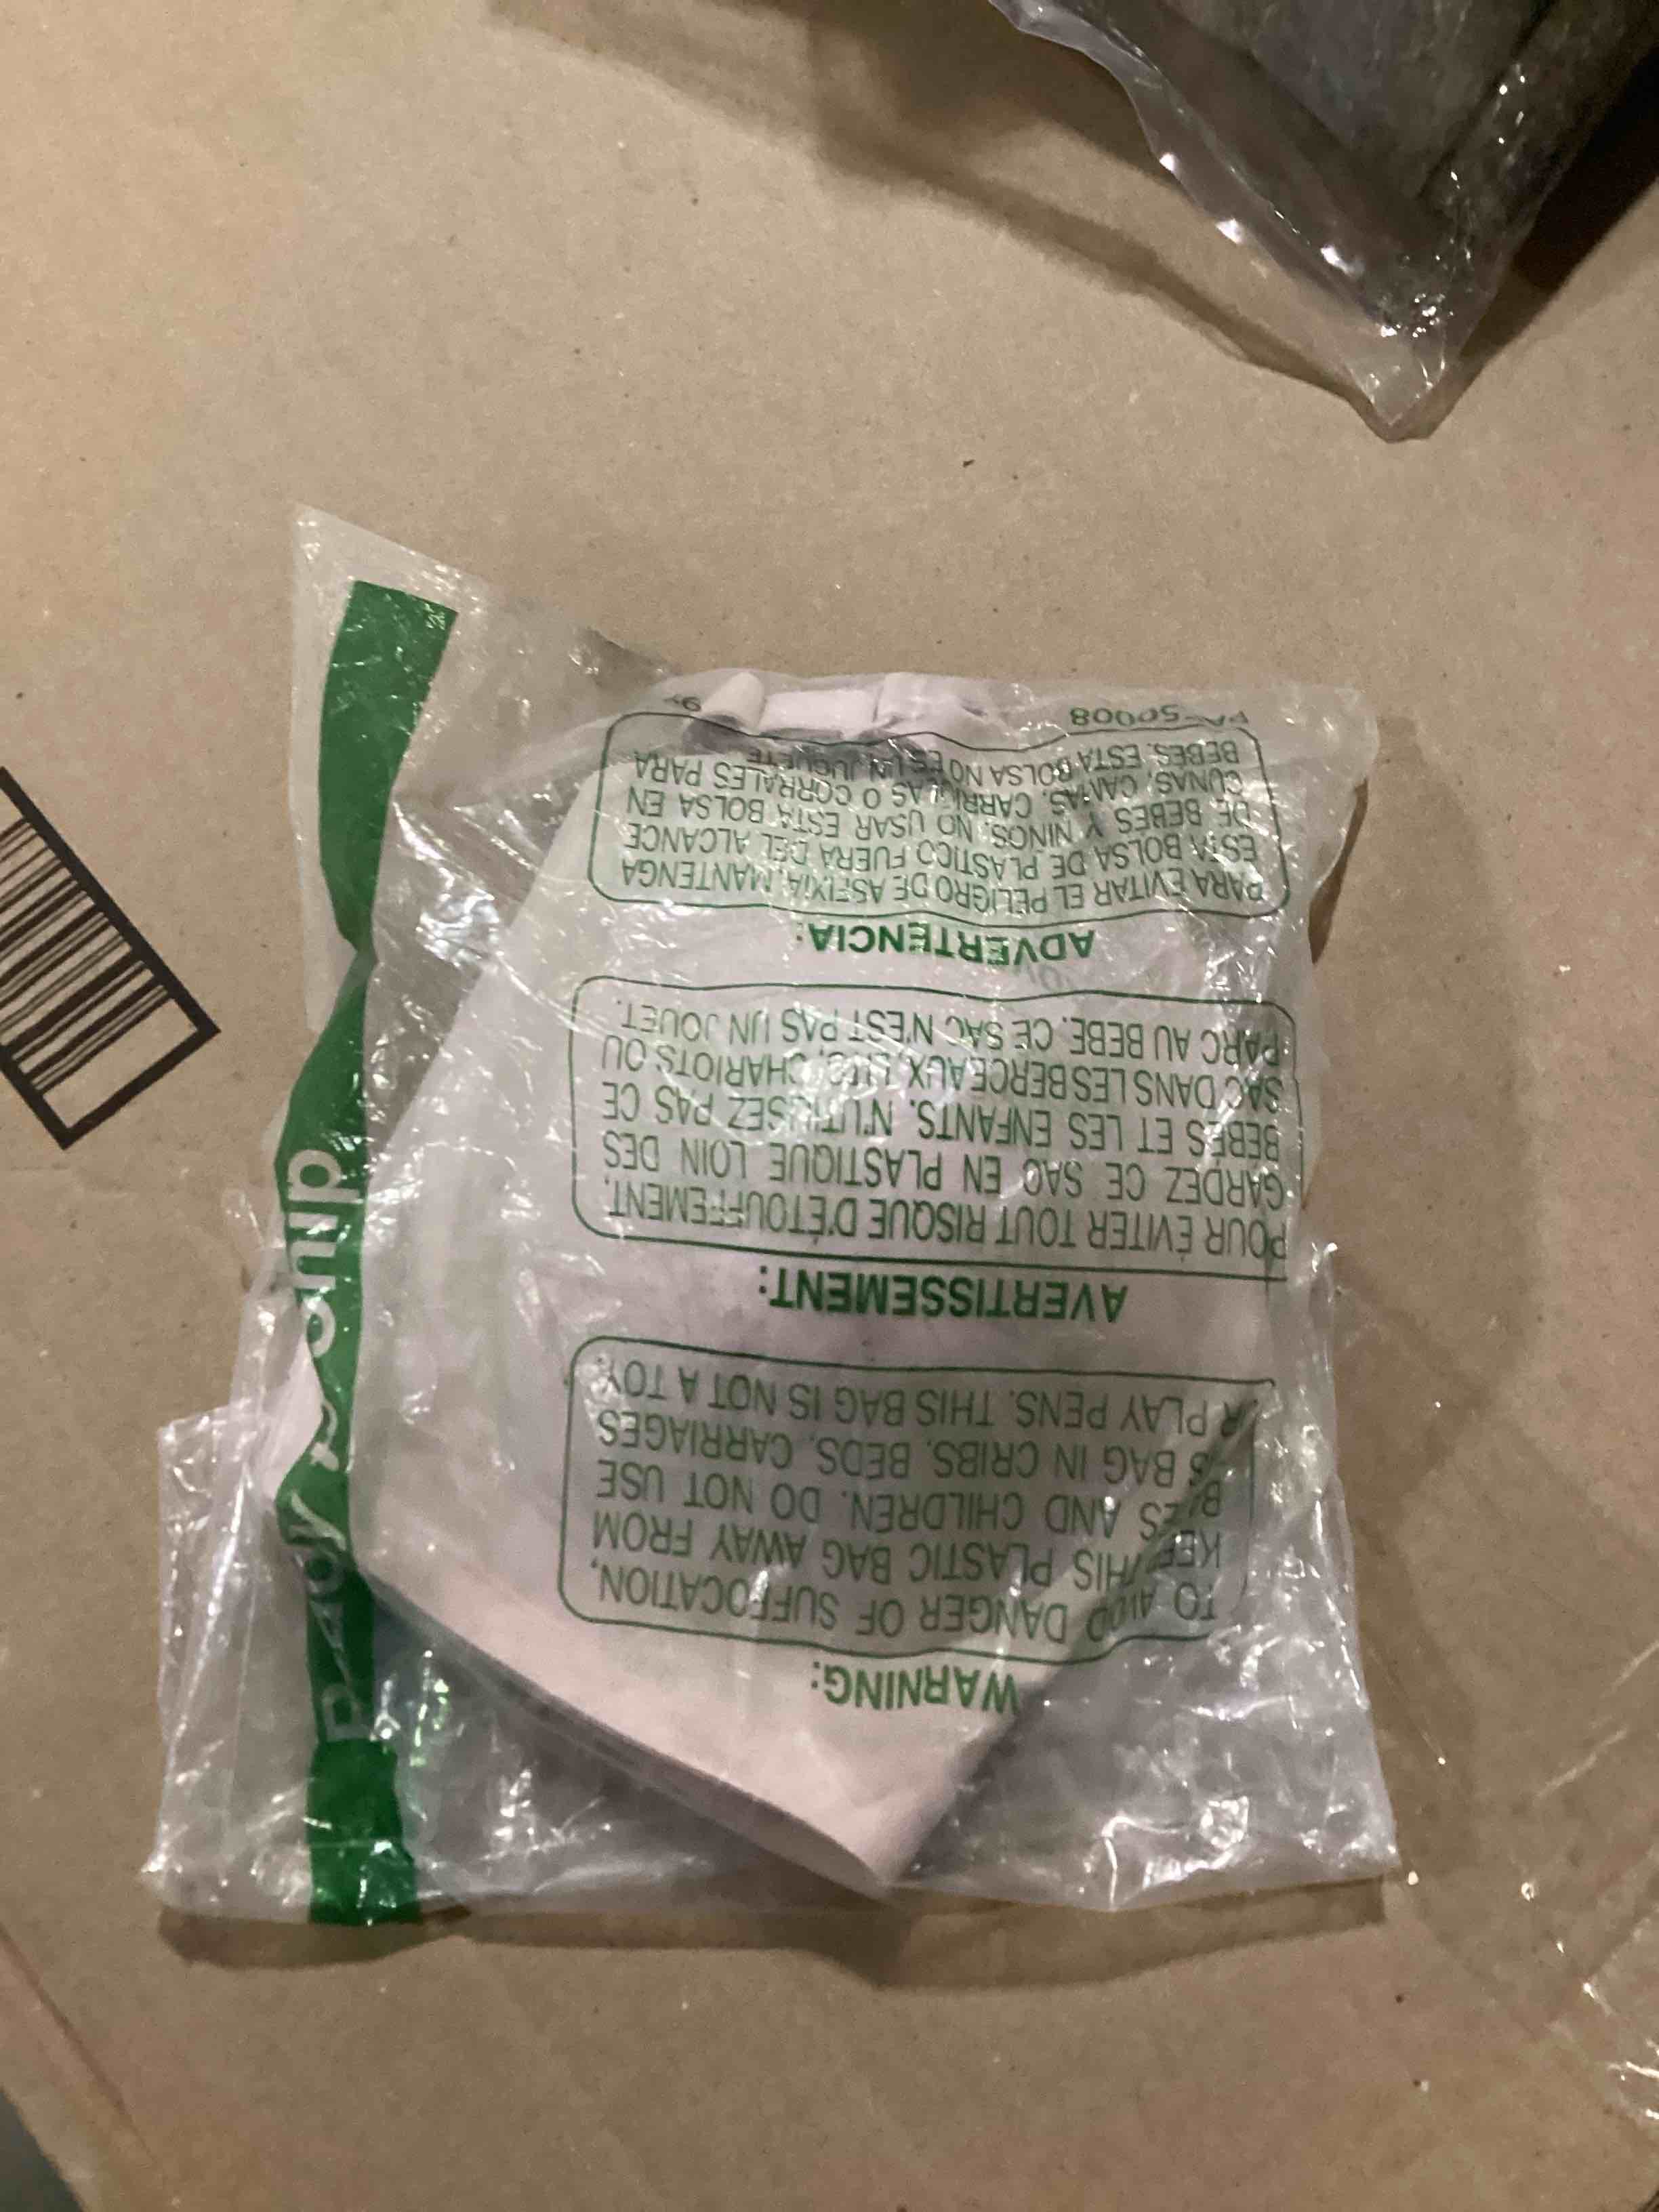 WARNING:
TO AVOID DANGER OF SUFFOCATION,
KEEP THIS PLASTIC BAG AWAY FROM
BABIES AND CHILDREN. DO NOT USE
BAG IN CRIBS, BEDS, CARRIAGES
PLAY PENS. THIS BAG IS NOT A TOY.
AVERTISSEMENT:
POUR ÉVITER TOUT RISQUE D'ÉTOUFFEMENT,
GARDEZ CE SAC EN PLASTIQUE LOIN DES
BEBÉS ET LES ENFANTS. N'UTILISEZ PAS CE
SAC DANS LES BERCEAUX, LITS, CHARIOTS OU
PARC AU BEBE. CE SAC N'EST PAS UN JOUET.
ADVERTENCIA:
PARA EVITAR EL PELIGRO DE ASFIXIA, MANTENGA
ESTA BOLSA DE PLASTICO FUERA DEL ALCANCE
DE BEBES Y NINOS. NO USAR ESTA BOLSA EN
CUNAS, CAMAS, CARRIOLAS O CORRALES PARA
BEBES. ESTA BOLSA NO ES UN JUGUETE.
PA-50008